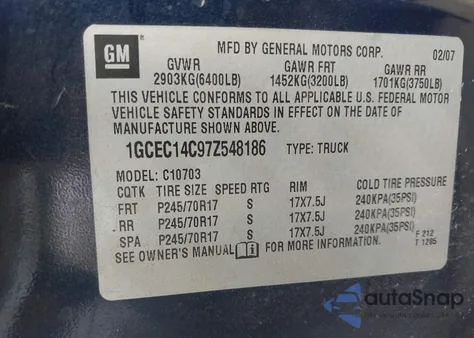 GM
MFD BY GENERAL MOTORS CORP. 02/07
GVWR GAWR FRT GAWR RR
2903KG(6400LB) 1452KG(3200LB) 1701KG(3750LB)
THIS VEHICLE CONFORMS TO ALL APPLICABLE U.S. FEDERAL MOTOR
VEHICLE SAFETY STANDARDS IN EFFECT ON THE DATE OF
MANUFACTURE SHOWN ABOVE.
1GCEC14C97Z548186 TYPE: TRUCK
MODEL: C10703
CQTK TIRE SIZE SPEED RTG RIM COLD TIRE PRESSURE
FRT P245/70R17 S 17X7.5J 240KPA(35PSI)
RR P245/70R17 S 17X7.5J 240KPA(35PSI)
SPA P245/70R17 S 17X7.5J 240KPA(35PSI)
SEE OWNER'S MANUAL FOR MORE INFORMATION. F 212
T 1285
autoSnap